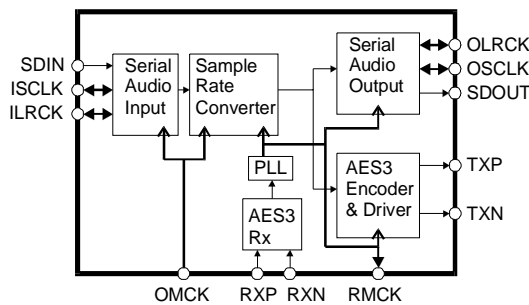 SDIN
ISCLK
ILRCK
Serial
Audio
Input
Sample
Rate
Converter
Serial
Audio
Output
OLRCK
OSCLK
SDOUT
PLL
AES3
Rx
AES3
Encoder
& Driver
TXP
TXN
OMCK
RXP
RXN
RMCK